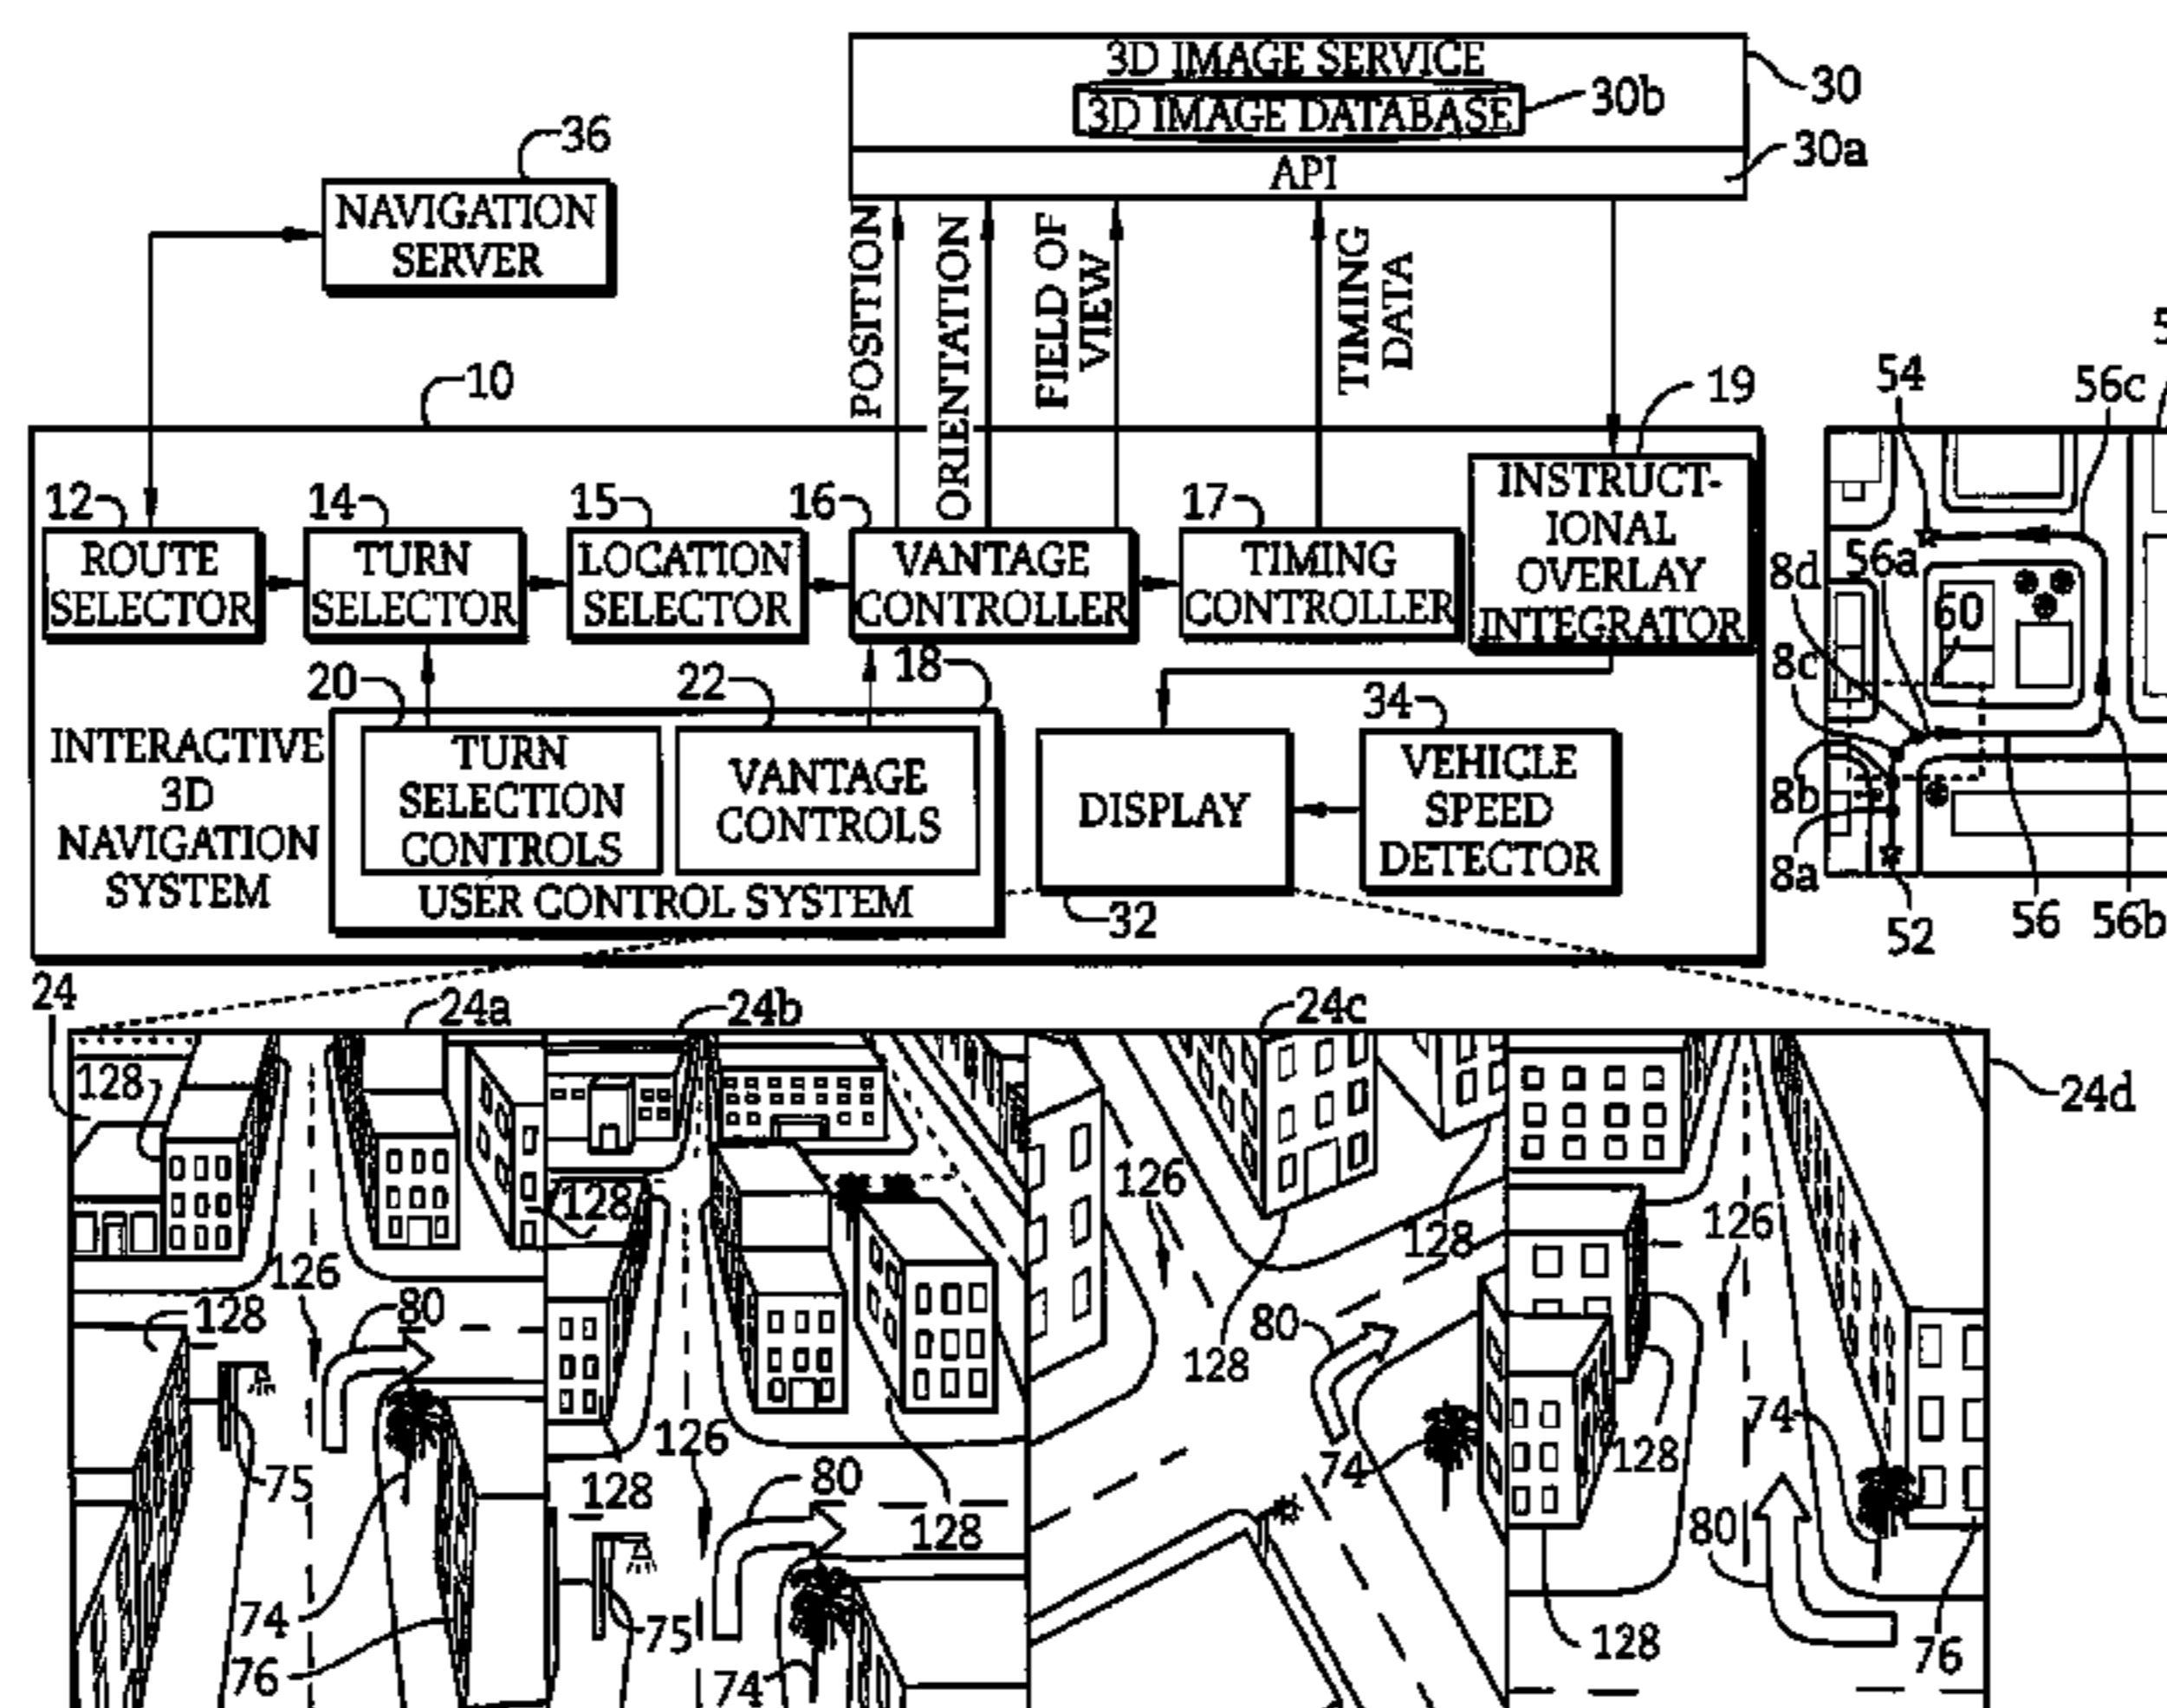 3D IMAGE SERVICE
3D IMAGE DATABASE
30b
30
API
30a
36
NAVIGATION
SERVER
POSITION
ORIENTATION
FIELD OF
VIEW
TIMING
DATA
10
19
12
14
15
16
17
ROUTE
SELECTOR
TURN
SELECTOR
LOCATION
SELECTOR
VANTAGE
CONTROLLER
TIMING
CONTROLLER
INSTRUCT-
IONAL
OVERLAY
INTEGRATOR
20
22
18
34
INTERACTIVE
3D
NAVIGATION
SYSTEM
TURN
SELECTION
CONTROLS
VANTAGE
CONTROLS
USER CONTROL SYSTEM
DISPLAY
32
VEHICLE
SPEED
DETECTOR
54
56c
56a
8d
60
8c
8b
8a
52
56
56b
24
24a
24b
24c
24d
128
126
128
80
75
74
76
128
126
128
80
128
75
74
126
128
128
80
74
126
74
128
80
128
76